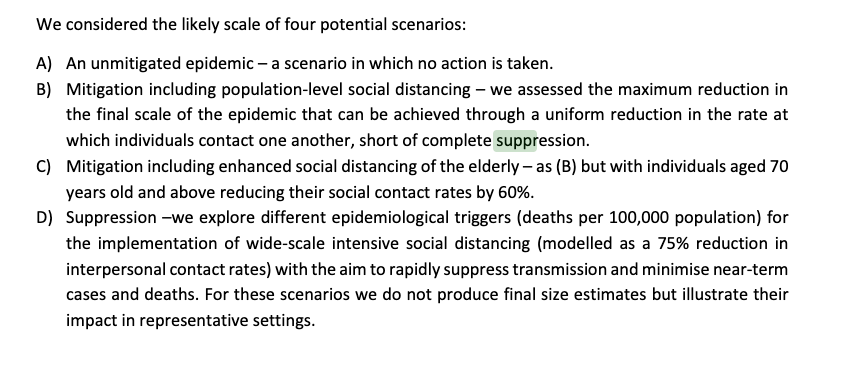 We considered the likely scale of four potential scenarios:
A) An unmitigated epidemic – a scenario in which no action is taken.
B) Mitigation including population-level social distancing – we assessed the maximum reduction in
the final scale of the epidemic that can be achieved through a uniform reduction in the rate at
which individuals contact one another, short of complete suppression.
C) Mitigation including enhanced social distancing of the elderly – as (B) but with individuals aged 70
years old and above reducing their social contact rates by 60%.
D) Suppression –we explore different epidemiological triggers (deaths per 100,000 population) for
the implementation of wide-scale intensive social distancing (modelled as a 75% reduction in
interpersonal contact rates) with the aim to rapidly suppress transmission and minimise near-term
cases and deaths. For these scenarios we do not produce final size estimates but illustrate their
impact in representative settings.